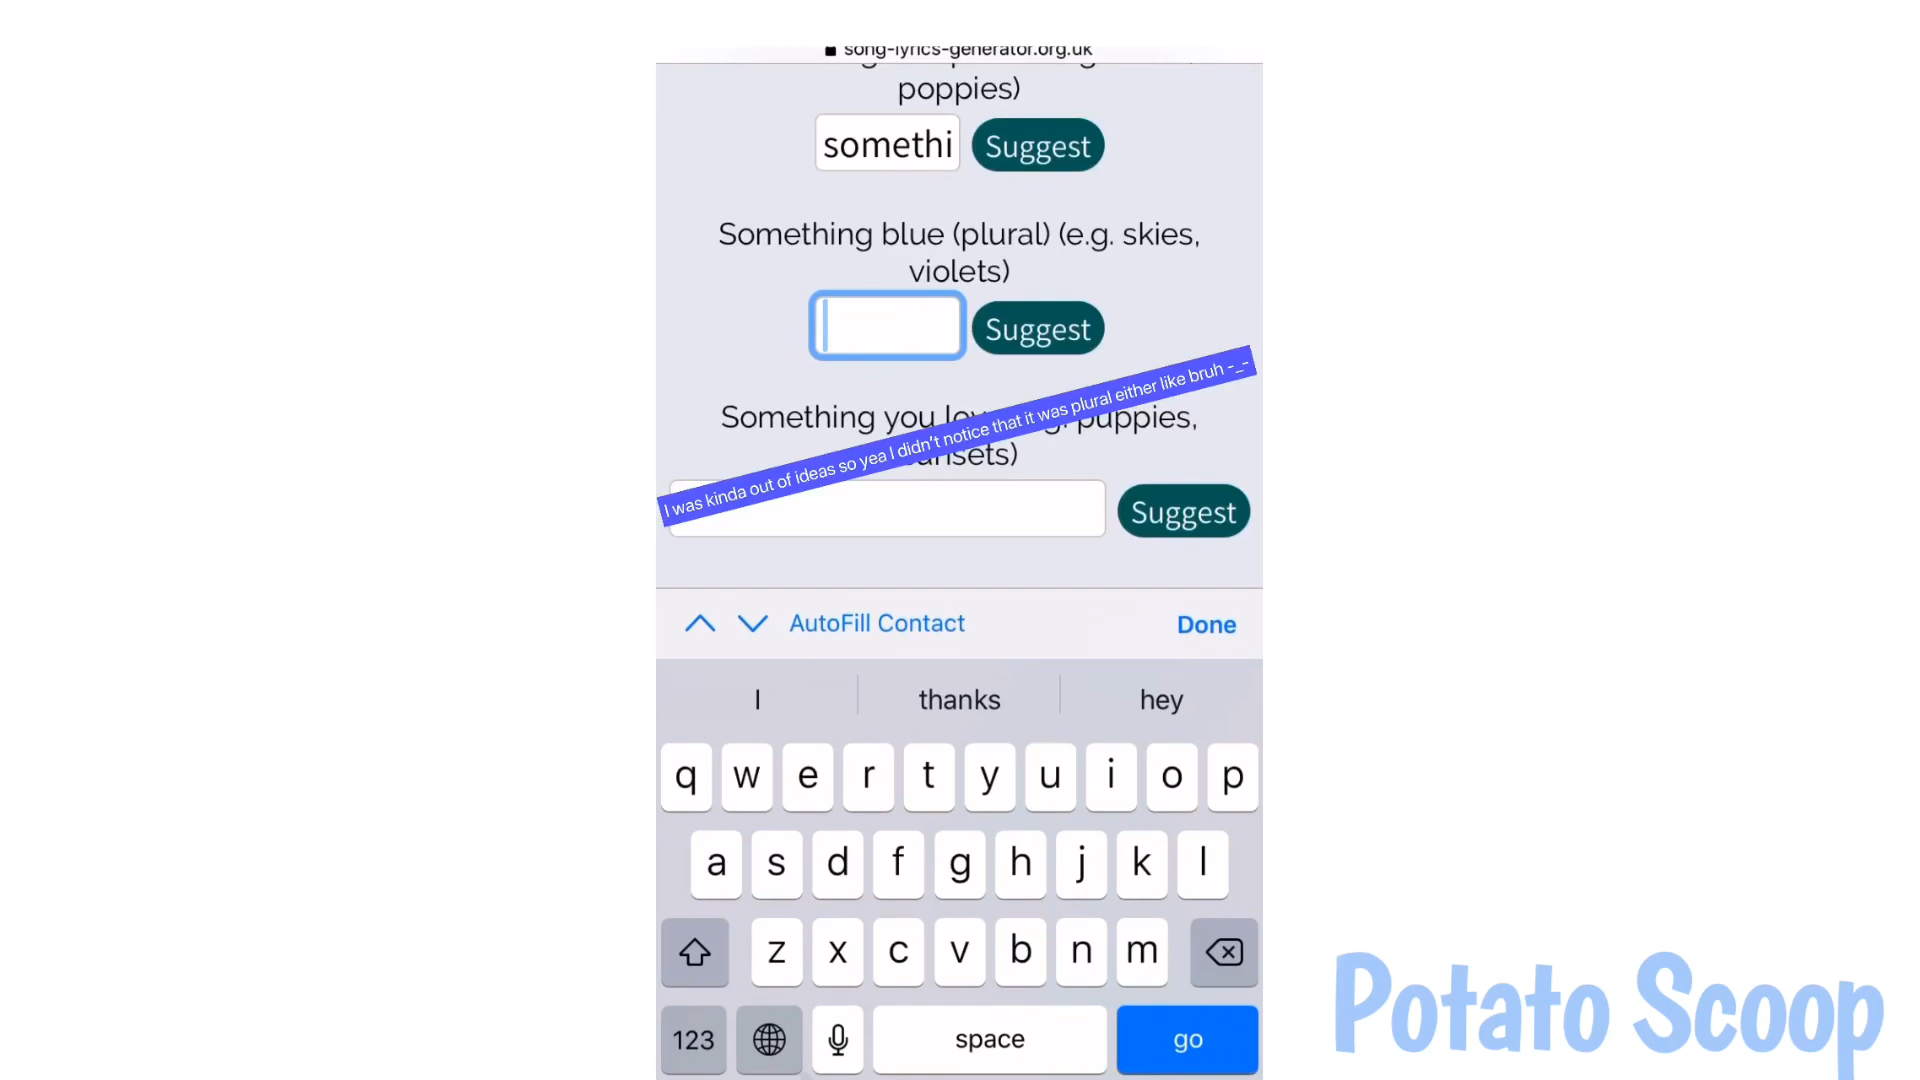 song-lyrics-generator.org.uk
poppies)
somethi
Suggest
Something blue (plural) (e.g. skies,
violets)
Suggest
Something you puppies,
I was kinda out of ideas so yea I didn't notice that it was plural either like bruh -_-
Suggest
AutoFill Contact
Done
I
thanks
hey
q w e r t y u i o p
a s d f g h j k l
z x c v b n m
123
space
go
Potato Scoop